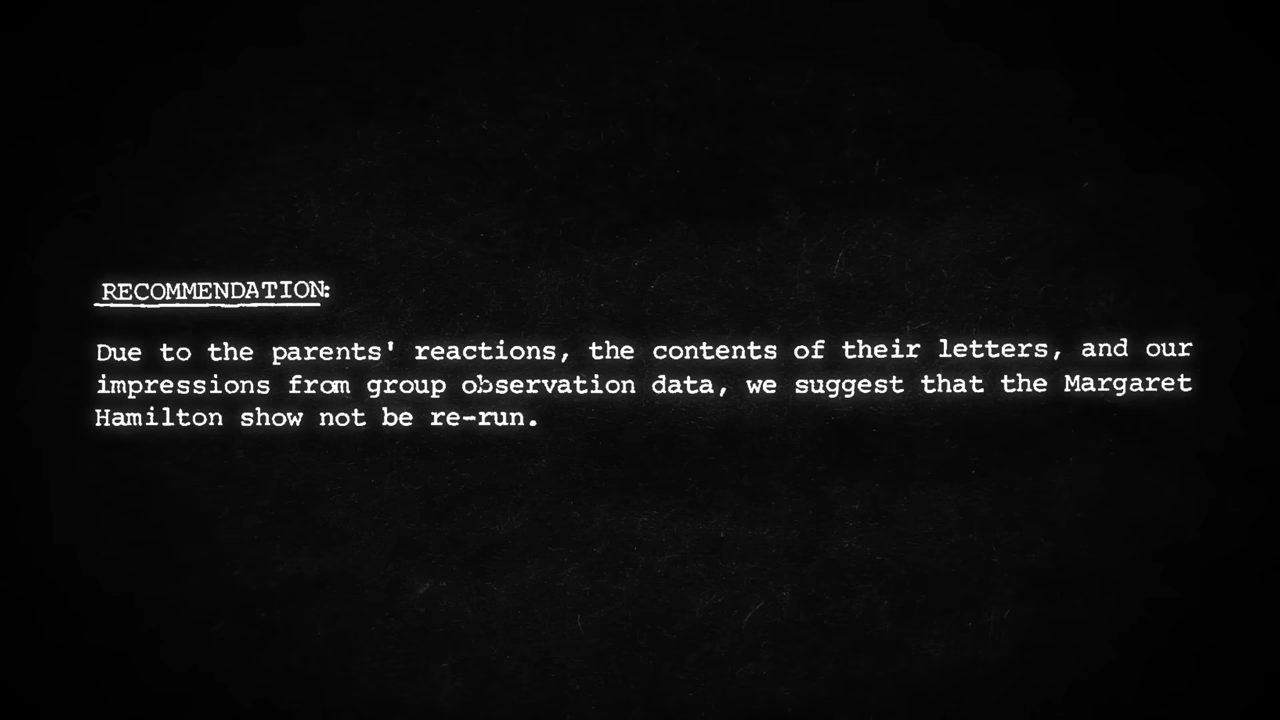 RECOMMENDATION:
Due to the parents' reactions, the contents of their letters, and our
impressions from group observation data, we suggest that the Margaret
Hamilton show not be re-run.